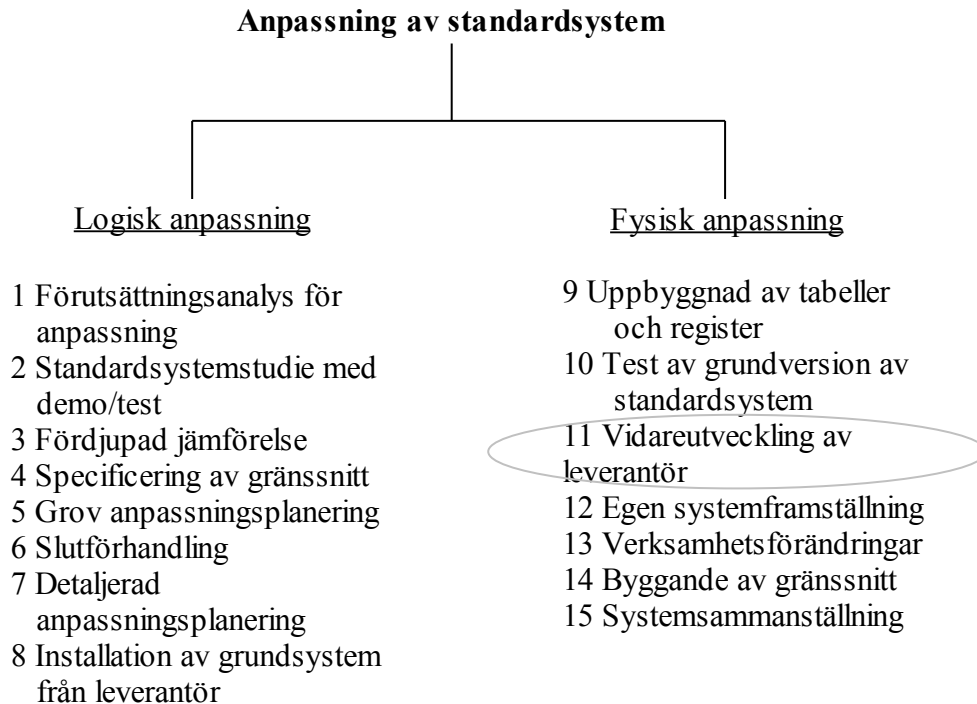 Anpassning av standardsystem
Logisk anpassning
1 Förutsättningsanalys för
anpassning
2 Standardsystemstudie med
demo/test
3 Fördjupad jämförelse
4 Specificering av gränssnitt
5 Grov anpassningsplanering
6 Slutförhandling
7 Detaljerad
anpassningsplanering
8 Installation av grundsystem
från leverantör
Fysisk anpassning
9 Uppbyggnad av tabeller
och register
10 Test av grundversion av
standardsystem
11 Vidareutveckling av
leverantör
12 Egen systemframställning
13 Verksamhetsförändringar
14 Byggande av gränssnitt
15 Systemsammanställning